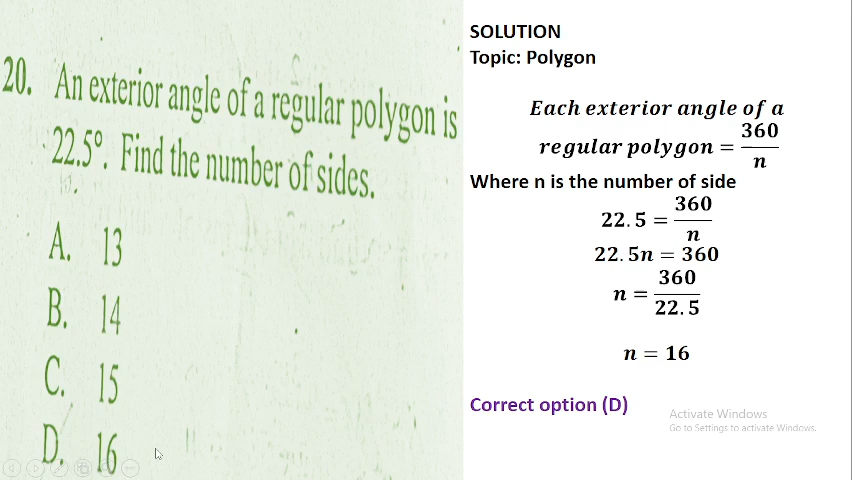 20. An exterior angle of a regular polygon is
22.5°. Find the number of sides.
A. 13
B. 14
C. 15
D. 16
SOLUTION
Topic: Polygon
Each exterior angle of a
regular polygon = 360/n
Where n is the number of side
22.5 = 360/n
22.5n = 360
n = 360/22.5
n = 16
Correct option (D)
Activate Windows
Go to Settings to activate Windows.